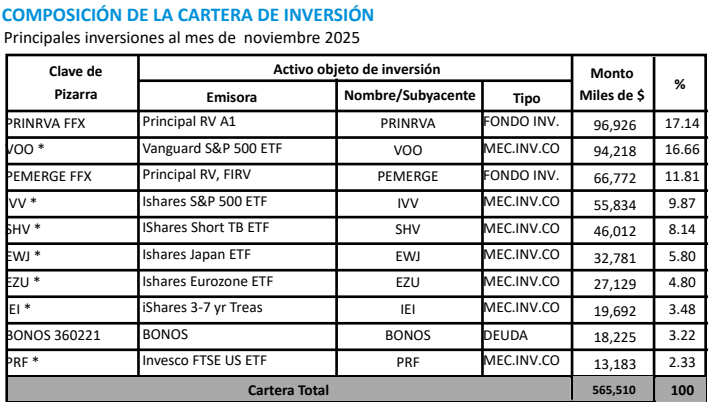 COMPOSICIÓN DE LA CARTERA DE INVERSIÓN
Principales inversiones al mes de noviembre 2025
Clave de Pizarra Activo objeto de inversión Monto Miles de $ %
Emisora Nombre/Subyacente Tipo
PRINRVA FFX Principal RV A1 PRINRVA FONDO INV. 96,926 17.14
VOO * Vanguard S&P 500 ETF VOO MEC.INV.CO 94,218 16.66
PEMERGE FFX Principal RV, FIRV PEMERGE FONDO INV. 66,772 11.81
IVV * Ishares S&P 500 ETF IVV MEC.INV.CO 55,834 9.87
SHV * IShares Short TB ETF SHV MEC.INV.CO 46,012 8.14
EWJ * Ishares Japan ETF EWJ MEC.INV.CO 32,781 5.80
EZU * Ishares Eurozone ETF EZU MEC.INV.CO 27,129 4.80
IEI * iShares 3-7 yr Treas IEI MEC.INV.CO 19,692 3.48
BONOS 360221 BONOS BONOS DEUDA 18,225 3.22
PRF * Invesco FTSE US ETF PRF MEC.INV.CO 13,183 2.33
Cartera Total 565,510 100